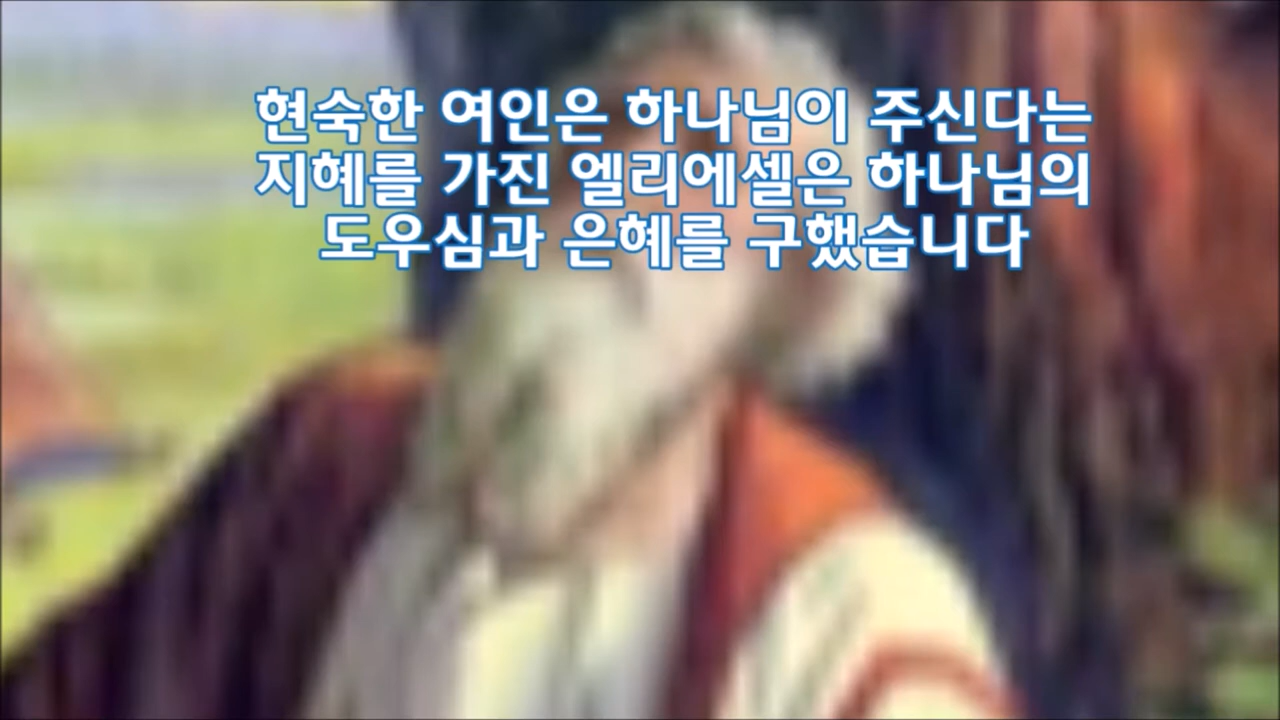 현숙한 여인은 하나님이 주신다는
지혜를 가진 엘리에셀은 하나님의
도우심과 은혜를 구했습니다